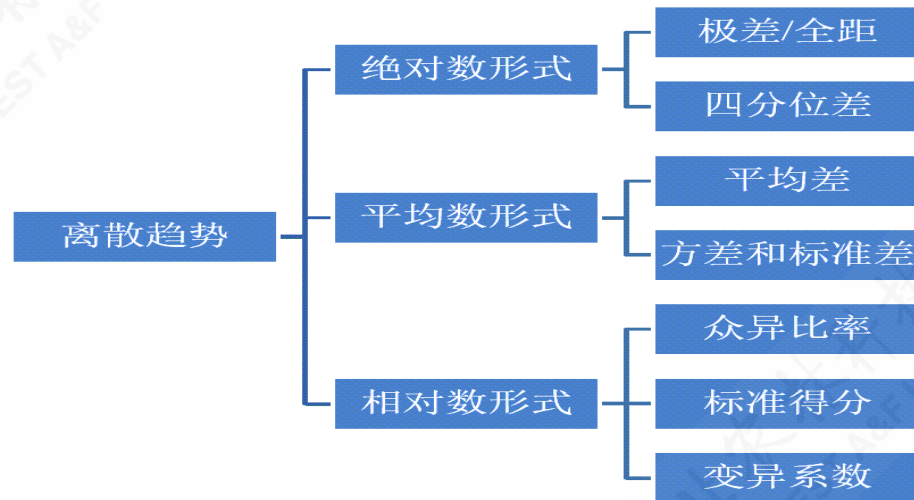 极差/全距
绝对数形式
四分位差
平均差
平均数形式
离散趋势
方差和标准差
众异比率
相对数形式
标准得分
变异系数